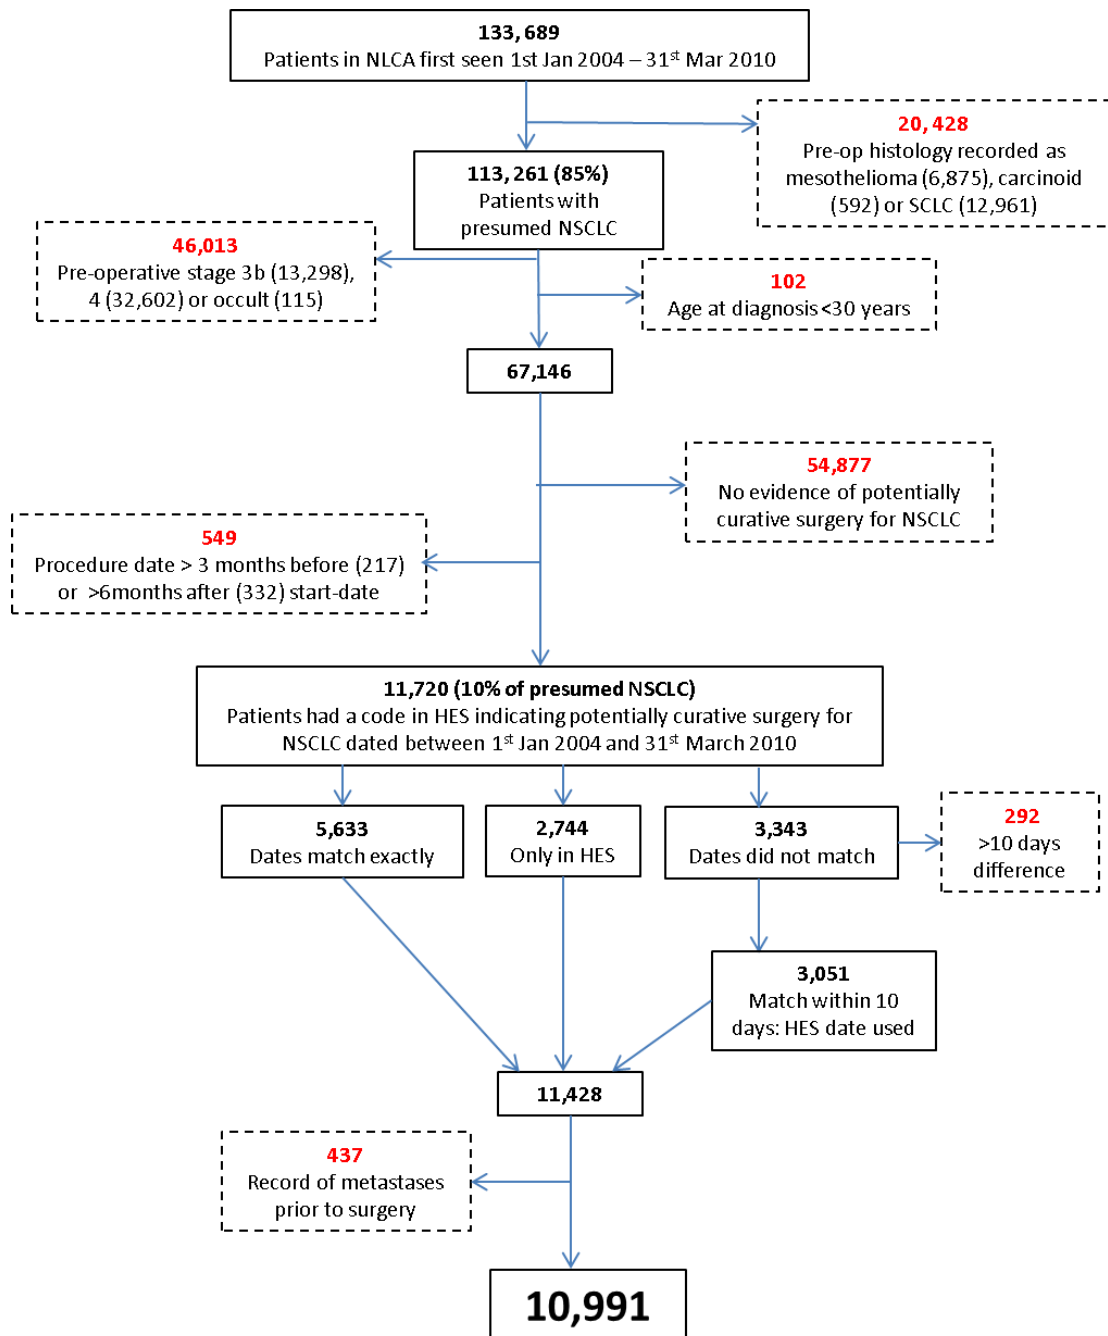 133,689
Patients in NLCA first seen 1st Jan 2004 – 31st Mar 2010
20,428
Pre-op histology recorded as
mesothelioma (6,875), carcinoid
(592) or SCLC (12,961)
113,261 (85%)
Patients with
presumed NSCLC
46,013
Pre-operative stage 3b (13,298),
4 (32,602) or occult (115)
102
Age at diagnosis <30 years
67,146
54,877
No evidence of potentially
curative surgery for NSCLC
549
Procedure date > 3 months before (217)
or >6months after (332) start-date
11,720 (10% of presumed NSCLC)
Patients had a code in HES indicating potentially curative surgery for
NSCLC dated between 1st Jan 2004 and 31st March 2010
5,633
Dates match exactly
2,744
Only in HES
3,343
Dates did not match
292
>10 days
difference
3,051
Match within 10
days: HES date used
11,428
437
Record of metastases
prior to surgery
10,991